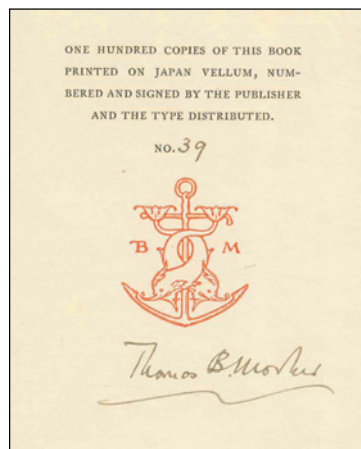 ONE HUNDRED COPIES OF THIS BOOK
PRINTED ON JAPAN VELLUM, NUM-
BERED AND SIGNED BY THE PUBLISHER
AND THE TYPE DISTRIBUTED.
NO. 39
B M
Thomas B. Mosher